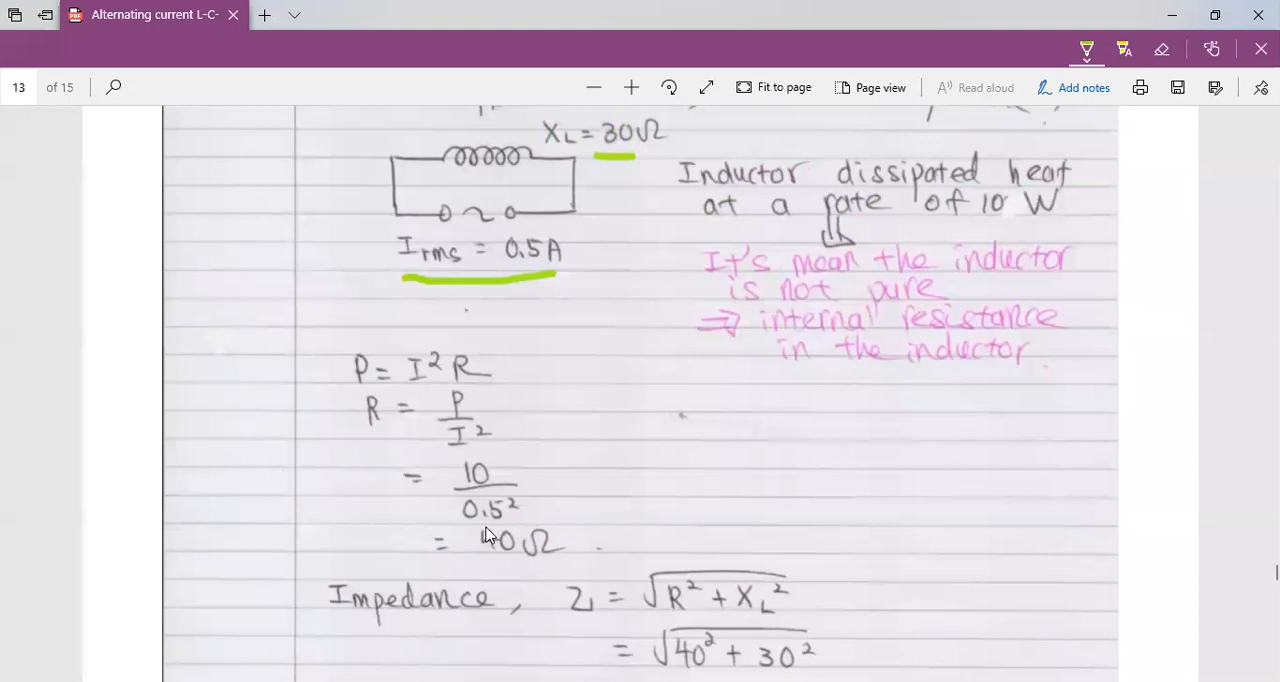 Alternating current L-C-
13 of 15
Fit to page
Page view
Read aloud
Add notes
XL = 30Ω
Irms = 0.5A
Inductor dissipated heat
at a rate of 10 W
It's mean the inductor
is not pure
⇒ internal resistance
in the inductor.
P = I² R
R = P / I²
= 10 / 0.5²
= 40 Ω
Impedance, Z = √R² + XL²
= √40² + 30²